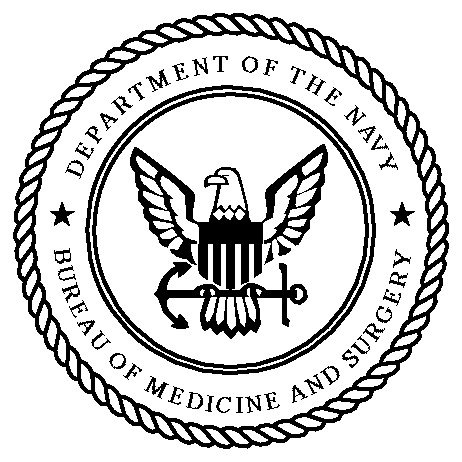 DEPARTMENT OF THE NAVY
BUREAU OF MEDICINE AND SURGERY